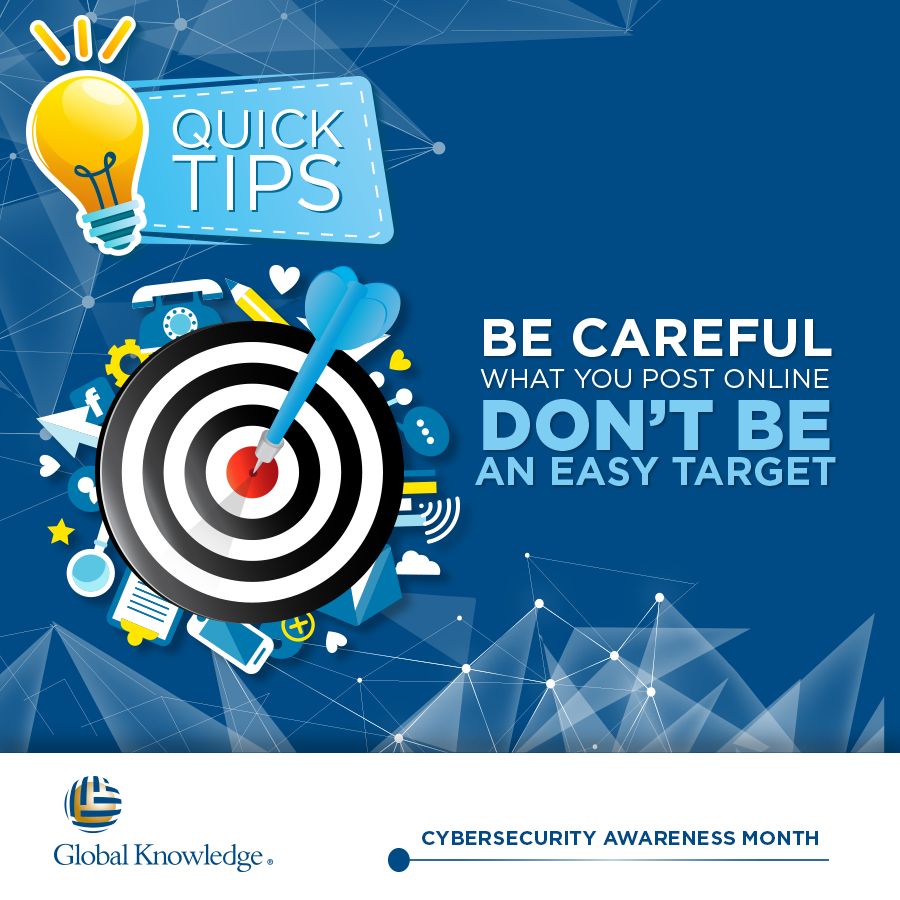 QUICK
TIPS
BE CAREFUL
WHAT YOU POST ONLINE
DON'T BE
AN EASY TARGET
Global Knowledge®
CYBERSECURITY AWARENESS MONTH